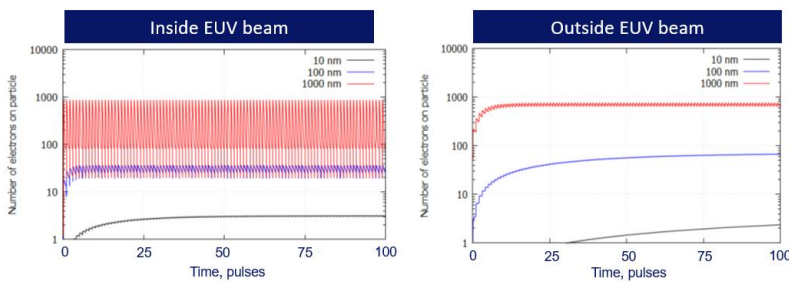 Inside EUV beam
Number of electrons on particle
10000
1000
100
10
1
10 nm
100 nm
1000 nm
0
25
50
75
100
Time, pulses
Outside EUV beam
Number of electrons on particle
10000
1000
100
10
1
10 nm
100 nm
1000 nm
0
25
50
75
100
Time, pulses